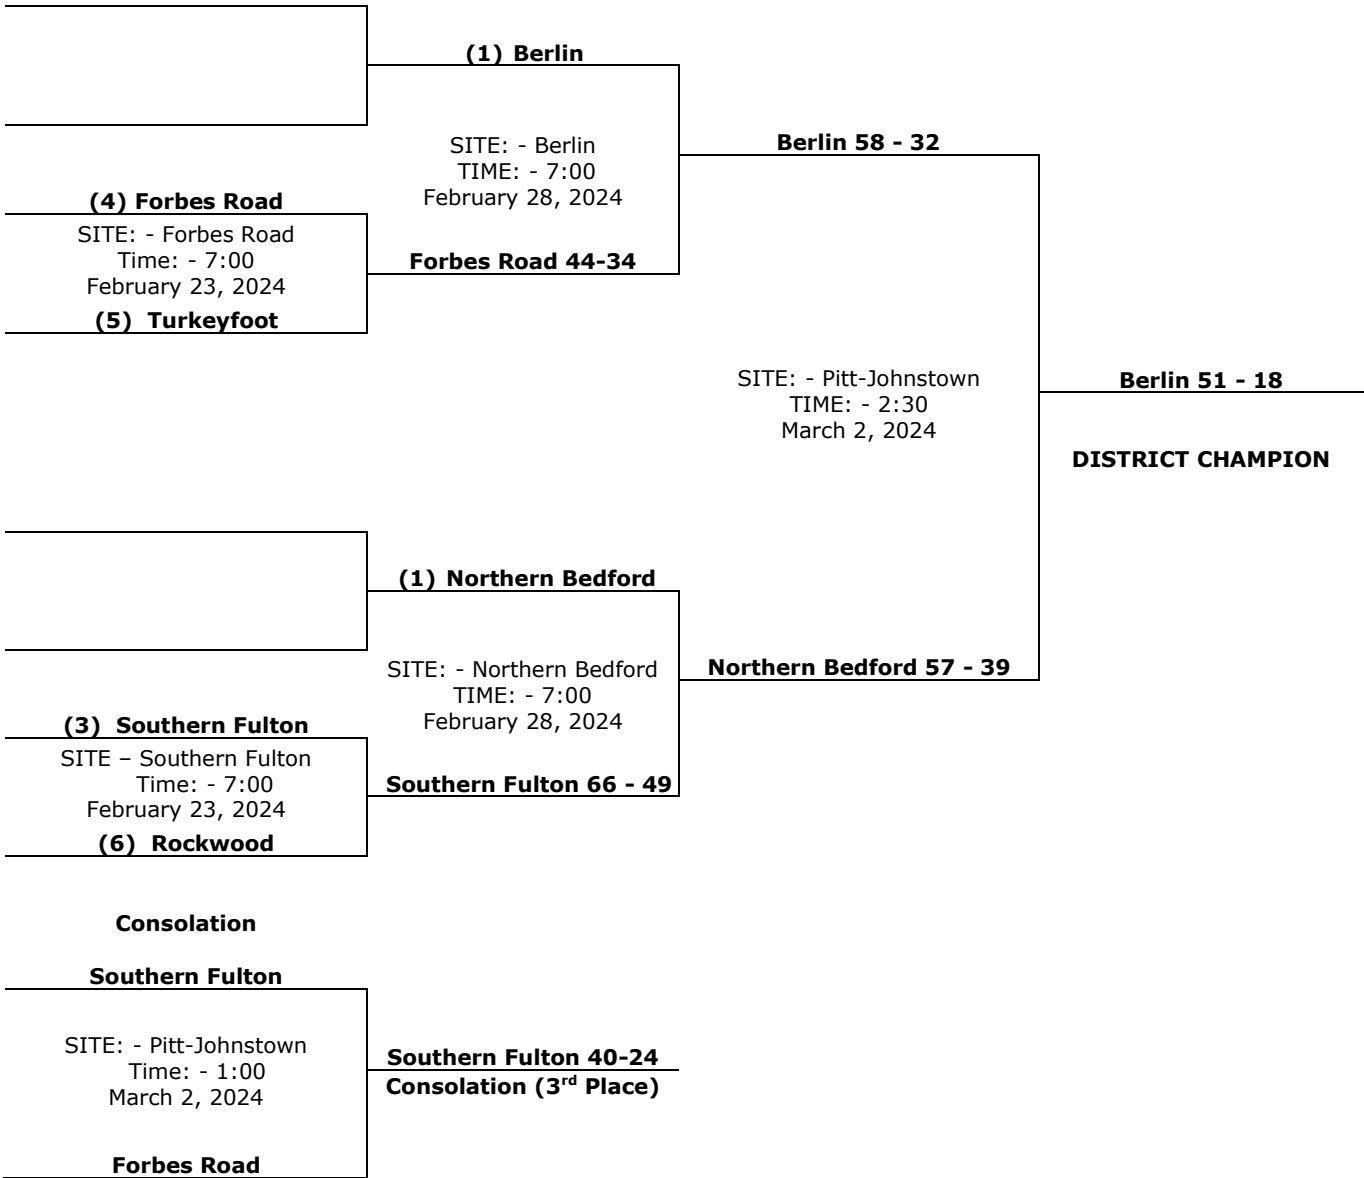 (1) Berlin
SITE: - Berlin
TIME: - 7:00
February 28, 2024
Berlin 58 - 32
(4) Forbes Road
SITE: - Forbes Road
Time: - 7:00
February 23, 2024
(5) Turkeyfoot
Forbes Road 44-34
SITE: - Pitt-Johnstown
TIME: - 2:30
March 2, 2024
Berlin 51 - 18
DISTRICT CHAMPION
(1) Northern Bedford
SITE: - Northern Bedford
TIME: - 7:00
February 28, 2024
Northern Bedford 57 - 39
(3) Southern Fulton
SITE – Southern Fulton
Time: - 7:00
February 23, 2024
(6) Rockwood
Southern Fulton 66 - 49
Consolation
Southern Fulton
SITE: - Pitt-Johnstown
Time: - 1:00
March 2, 2024
Forbes Road
Southern Fulton 40-24
Consolation (3rd Place)